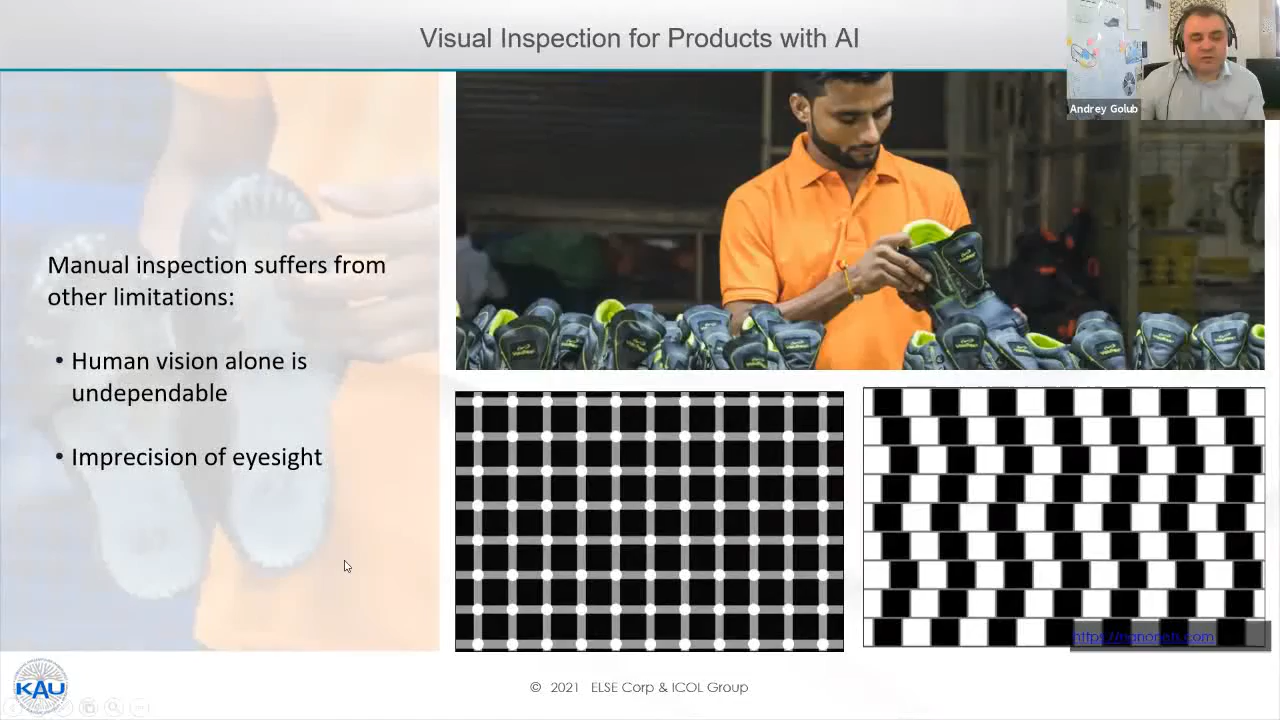 Visual Inspection for Products with AI
Andrey Golub
Manual inspection suffers from
other limitations:
• Human vision alone is
undependable
• Imprecision of eyesight
https://nanonets.com
KAU
© 2021 ELSE Corp & ICOL Group